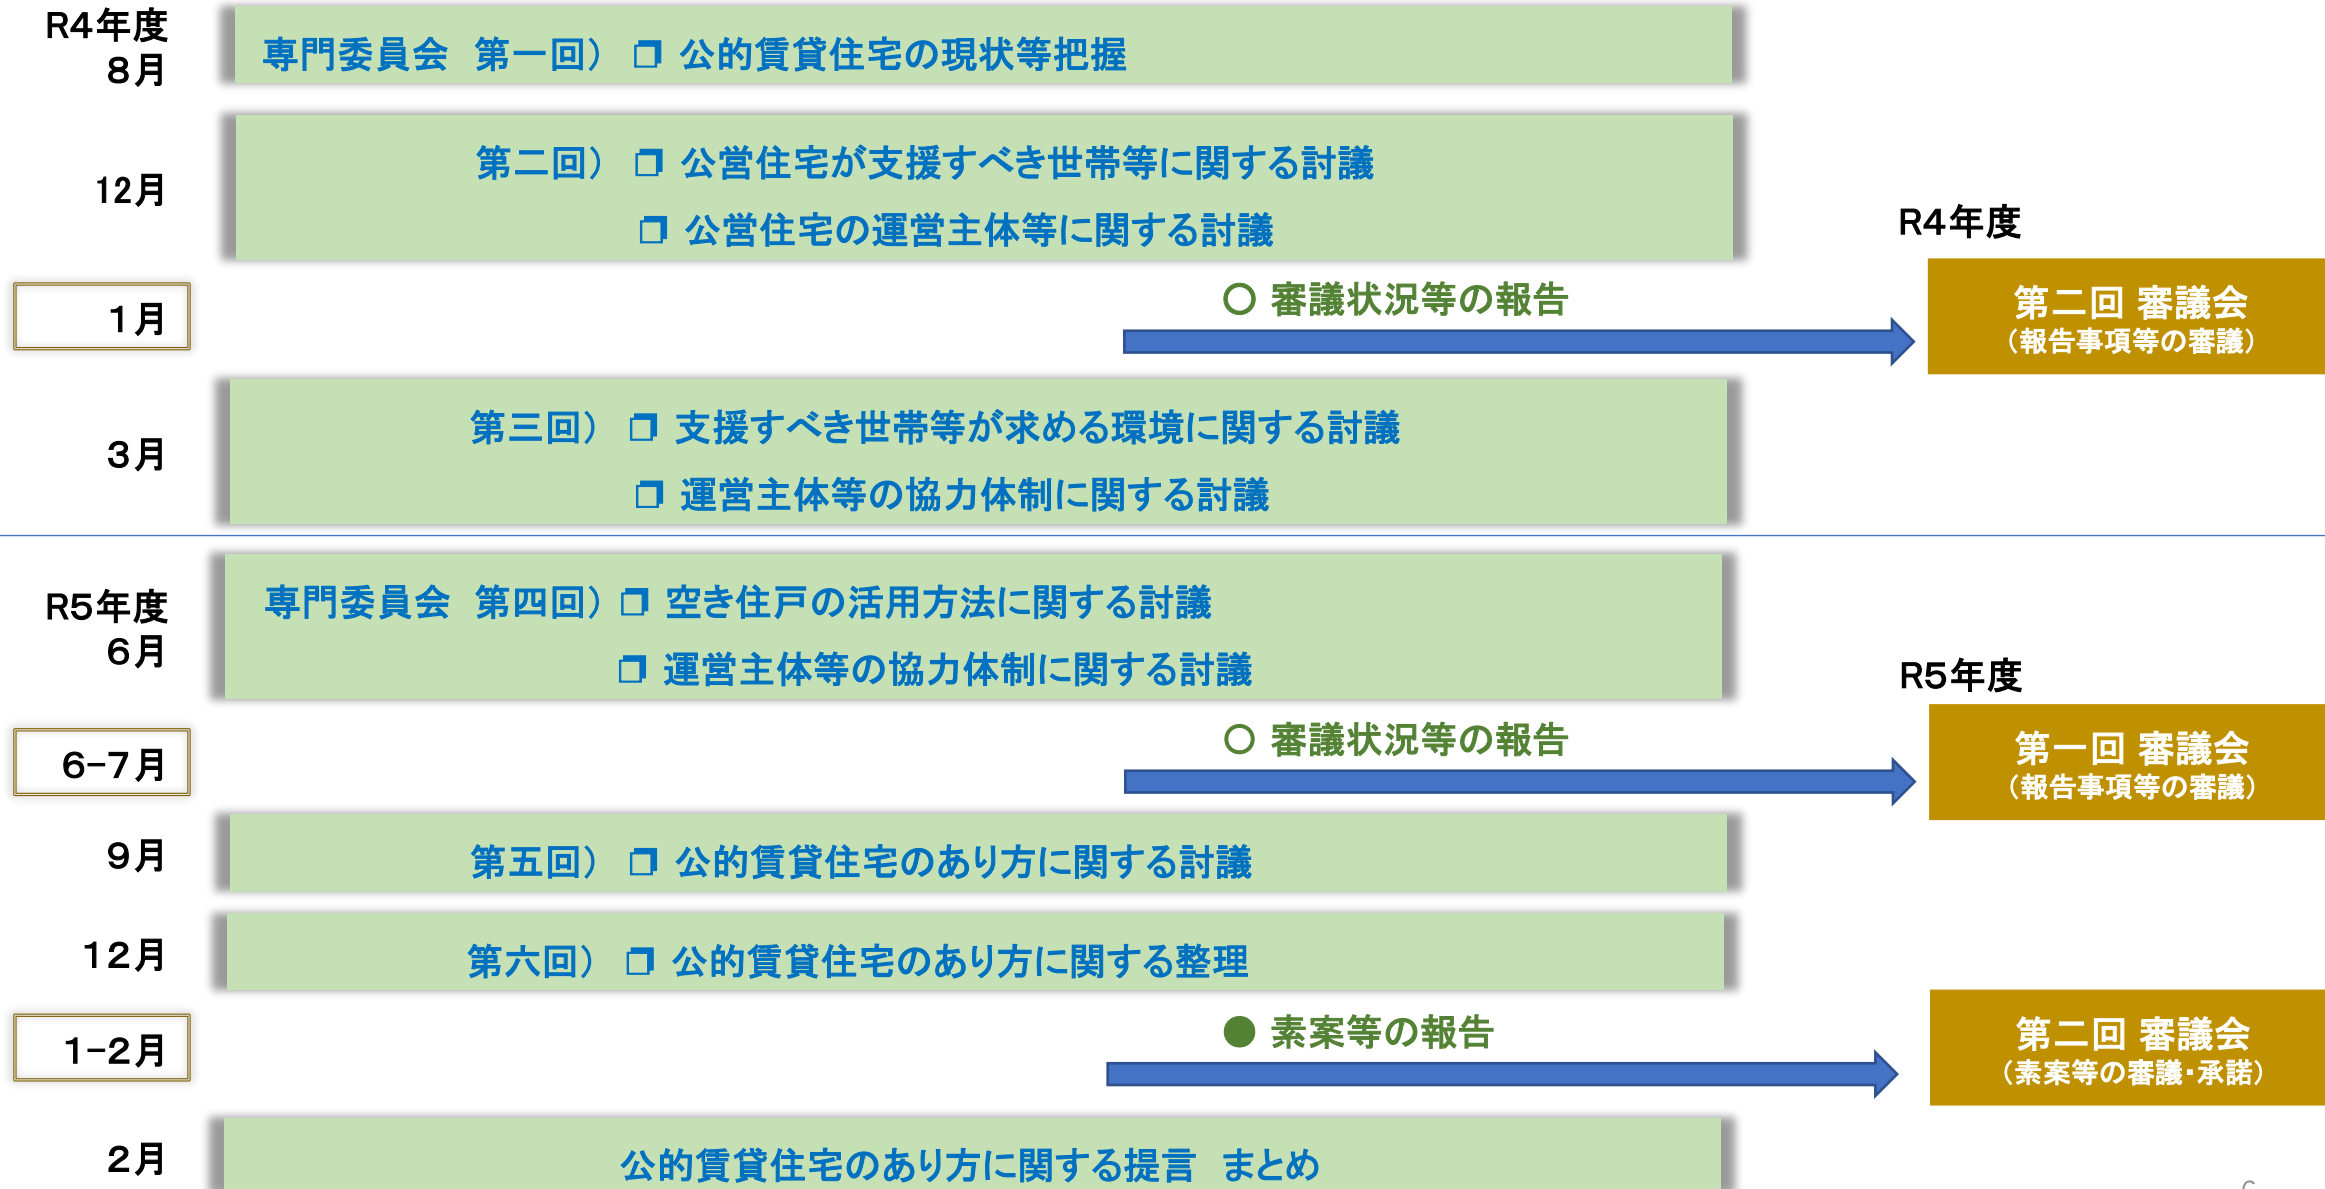 R4年度
8月
専門委員会 第一回） ❐ 公的賃貸住宅の現状等把握
12月
第二回） ❐ 公営住宅が支援すべき世帯等に関する討議
❐ 公営住宅の運営主体等に関する討議
R4年度
1月
○ 審議状況等の報告
第二回 審議会
（報告事項等の審議）
3月
第三回） ❐ 支援すべき世帯等が求める環境に関する討議
❐ 運営主体等の協力体制に関する討議
R5年度
6月
専門委員会 第四回） ❐ 空き住戸の活用方法に関する討議
❐ 運営主体等の協力体制に関する討議
R5年度
6-7月
○ 審議状況等の報告
第一回 審議会
（報告事項等の審議）
9月
第五回） ❐ 公的賃貸住宅のあり方に関する討議
12月
第六回） ❐ 公的賃貸住宅のあり方に関する整理
1-2月
● 素案等の報告
第二回 審議会
（素案等の審議・承諾）
2月
公的賃貸住宅のあり方に関する提言 まとめ